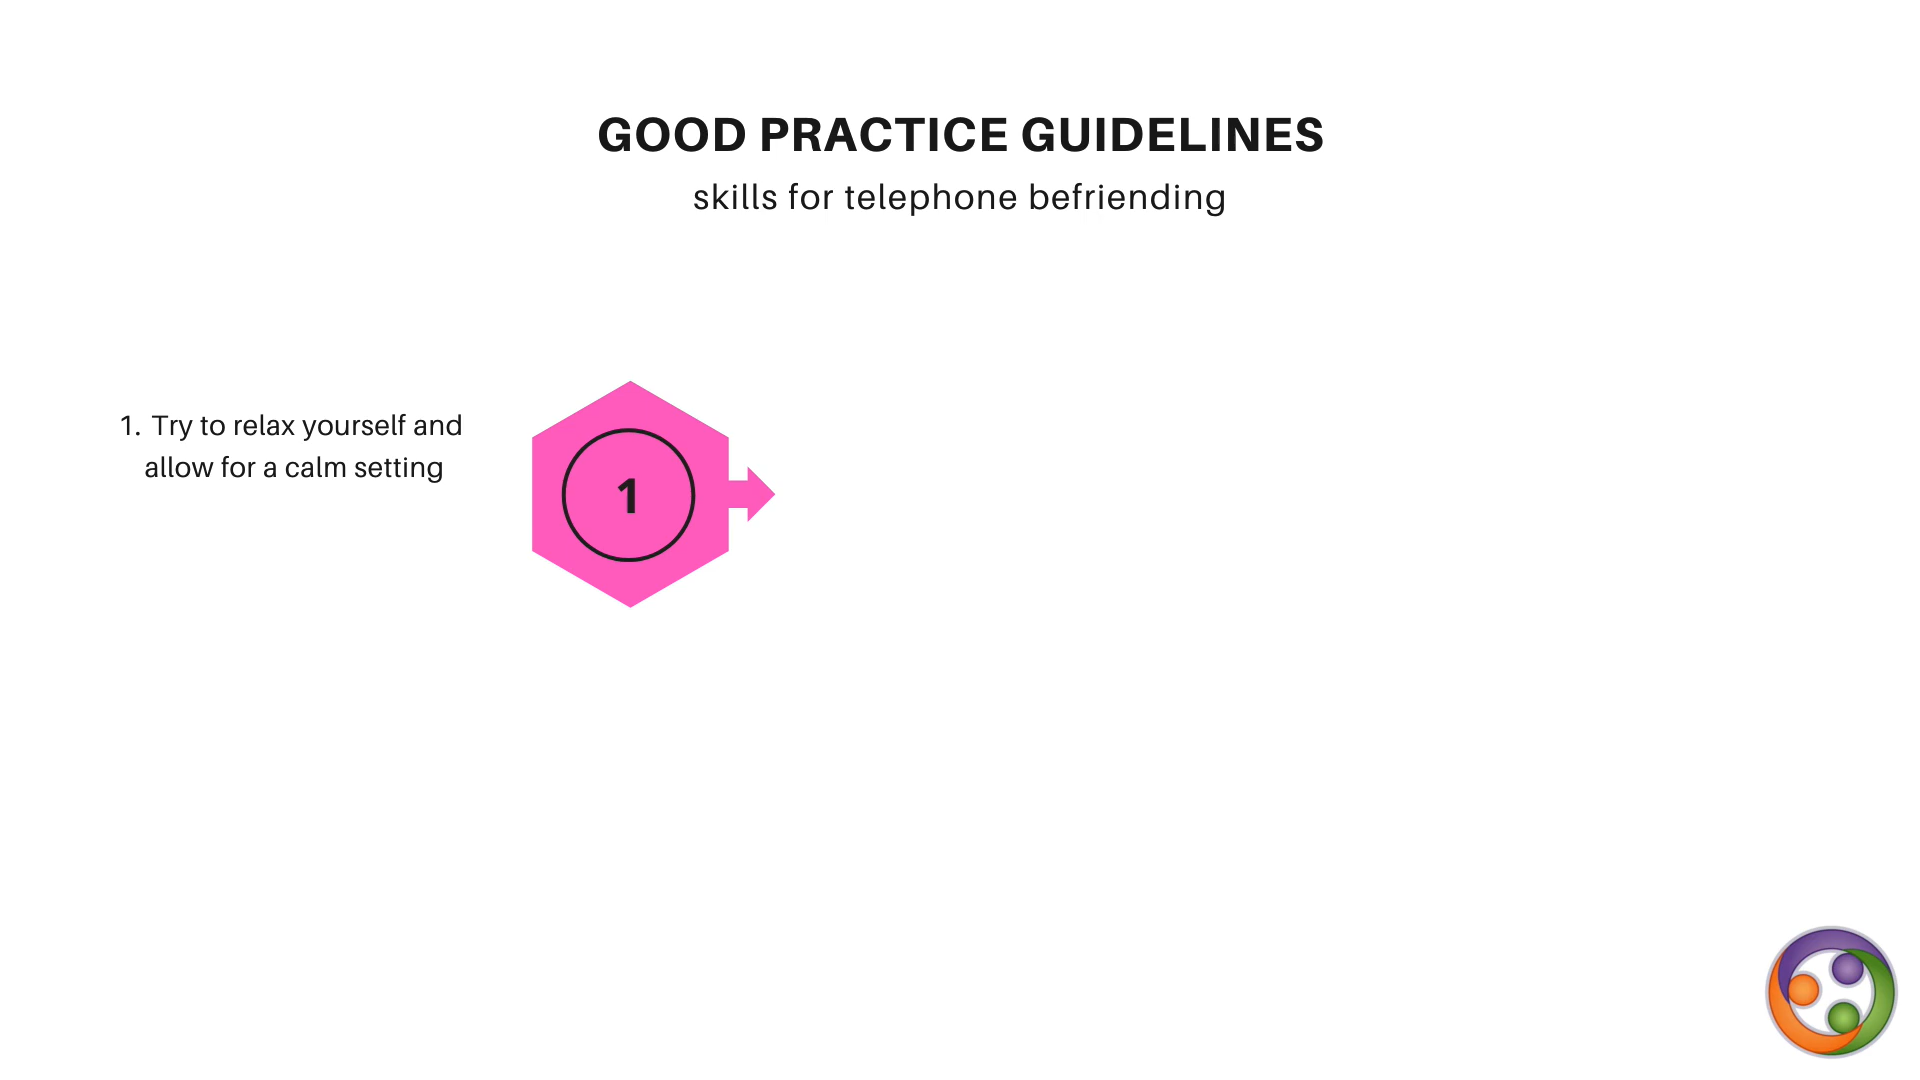 GOOD PRACTICE GUIDELINES
skills for telephone befriending
1. Try to relax yourself and
allow for a calm setting
1